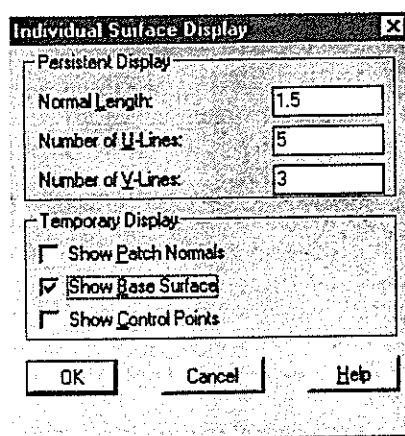 Individual Surface Display
Persistent Display
Normal Length: 1.5
Number of U-Lines: 5
Number of V-Lines: 3
Temporary Display
Show Patch Normals
Show Base Surface
Show Control Points
OK Cancel Help